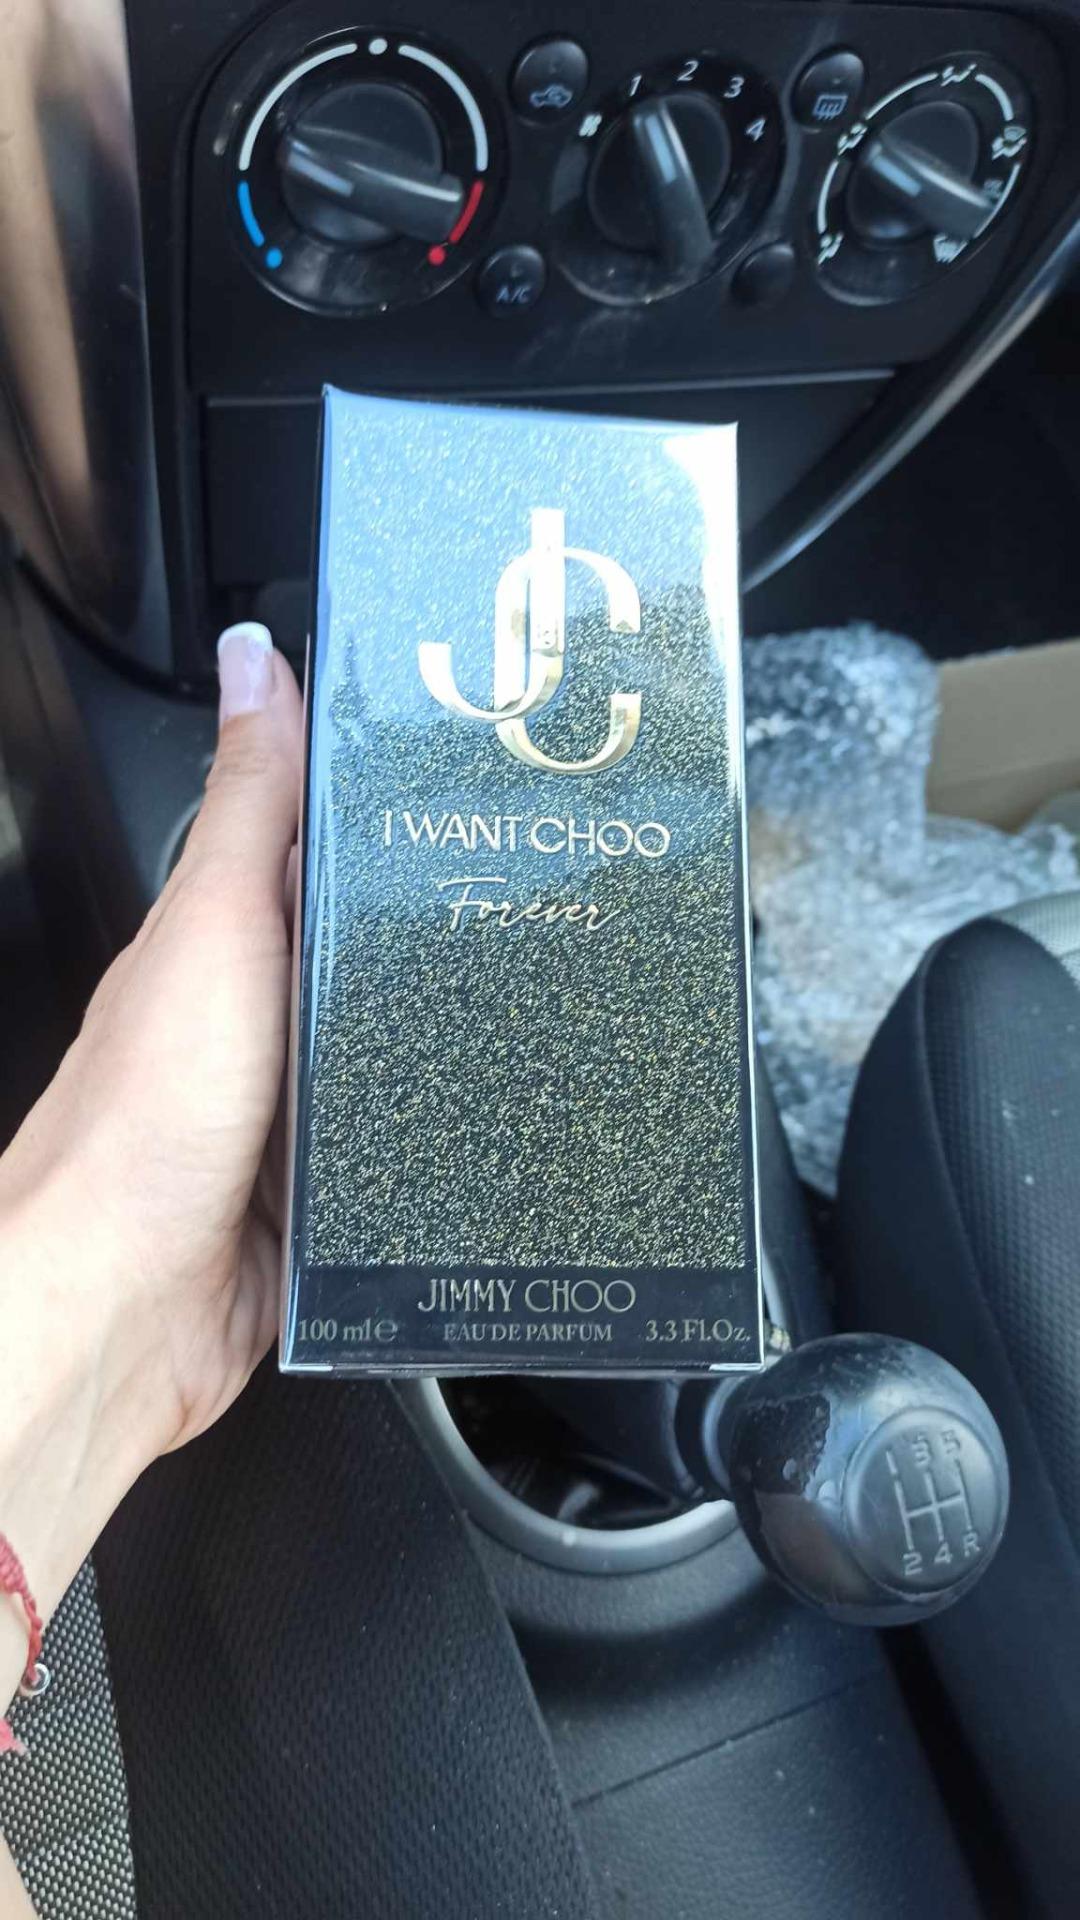 1 2 3 4
A/C
JC
I WANT CHOO
Forever
JIMMY CHOO
100 ml e EAU DE PARFUM 3.3 Fl.Oz.
1 3 5
2 4 R